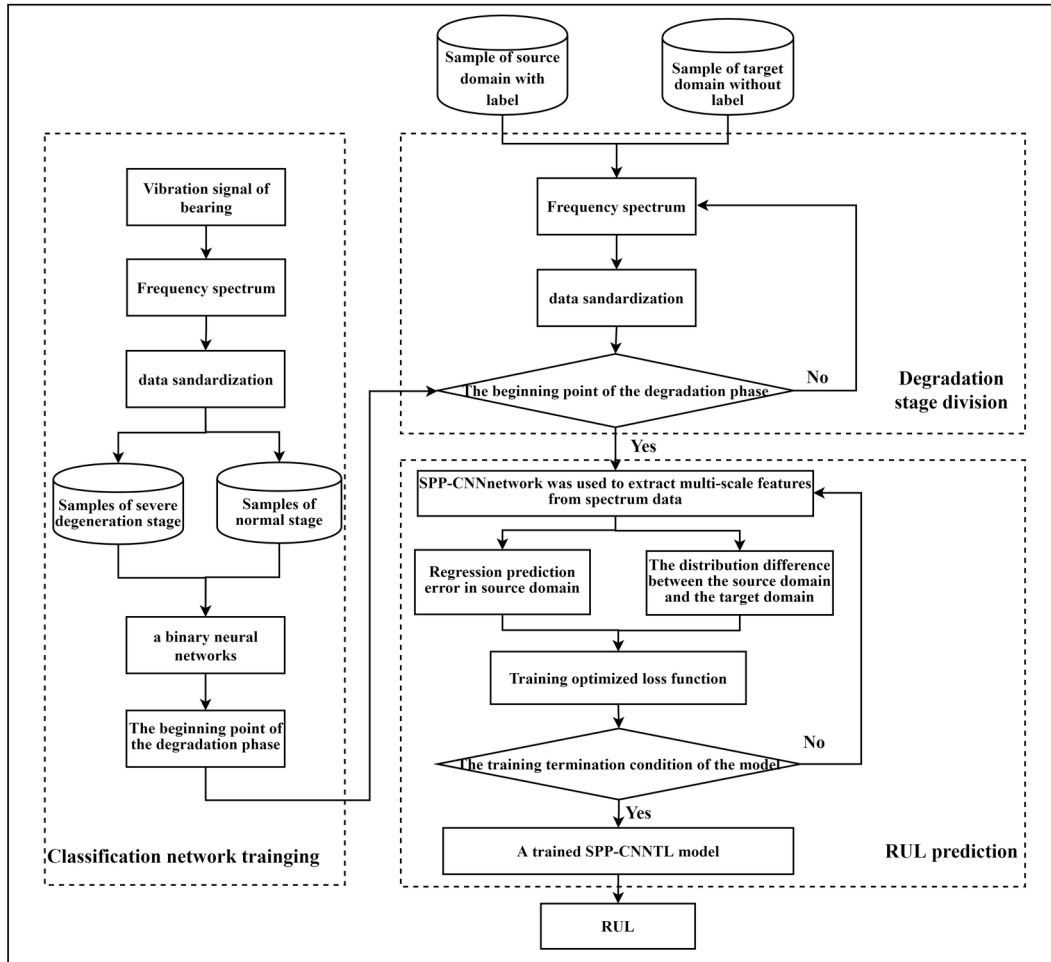 Sample of source
domain with
label
Sample of target
domain without
label
Vibration signal of
bearing
Frequency spectrum
data sandardization
Samples of severe
degeneration stage
Samples of
normal stage
a binary neural
networks
The beginning point of
the degradation phase
Classification network trainging
Frequency spectrum
data sandardization
The beginning point of the degradation phase
No
Yes
Degradation
stage division
SPP-CNNnetwork was used to extract multi-scale features
from spectrum data
Regression prediction
error in source domain
The distribution difference
between the source domain
and the target domain
Training optimized loss function
The training termination condition of the model
No
Yes
A trained SPP-CNNTL model
RUL prediction
RUL